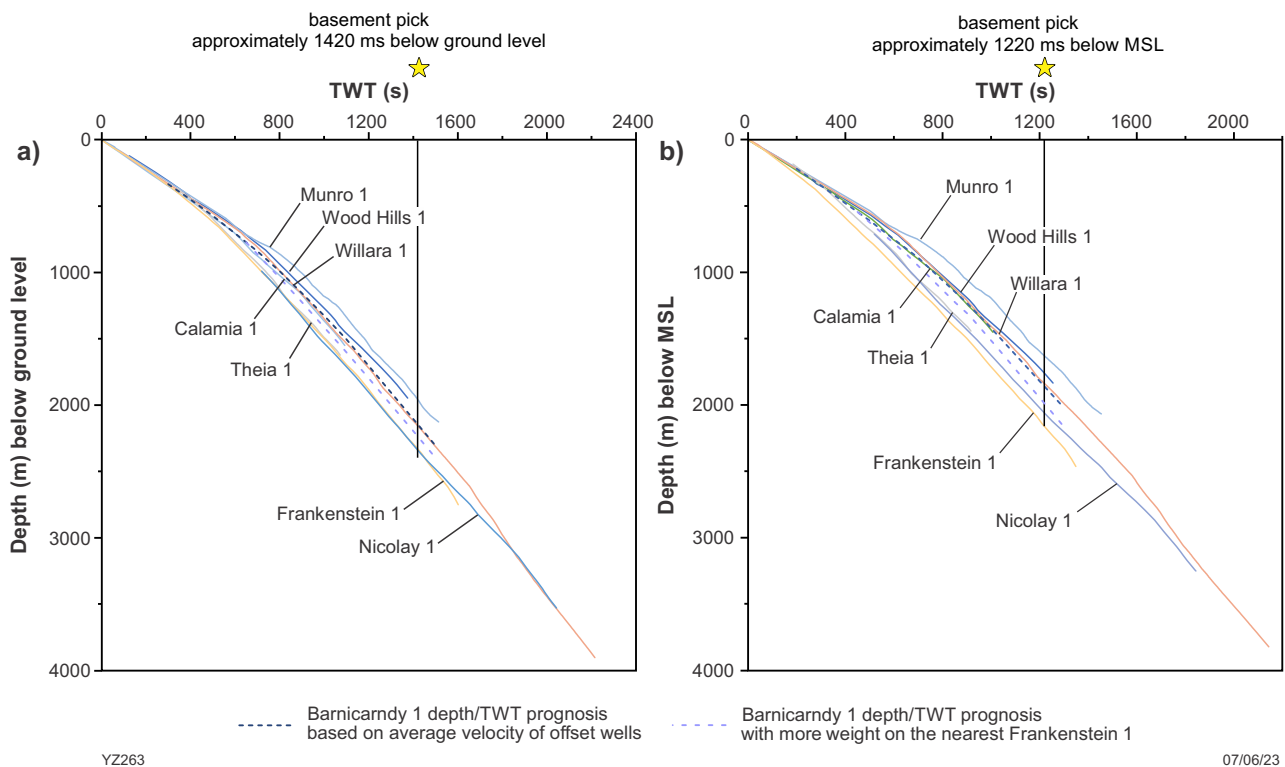 basement pick
approximately 1420 ms below ground level
TWT (s)
0 400 800 1200 1600 2000 2400
a)
0
1000
2000
3000
4000
Depth (m) below ground level
Munro 1
Wood Hills 1
Willara 1
Calamia 1
Theia 1
Frankenstein 1
Nicolay 1
basement pick
approximately 1220 ms below MSL
TWT (s)
0 400 800 1200 1600 2000
b)
0
1000
2000
3000
4000
Depth (m) below MSL
Munro 1
Wood Hills 1
Willara 1
Calamia 1
Theia 1
Frankenstein 1
Nicolay 1
Barnicarndy 1 depth/TWT prognosis
based on average velocity of offset wells
Barnicarndy 1 depth/TWT prognosis
with more weight on the nearest Frankenstein 1
YZ263
07/06/23